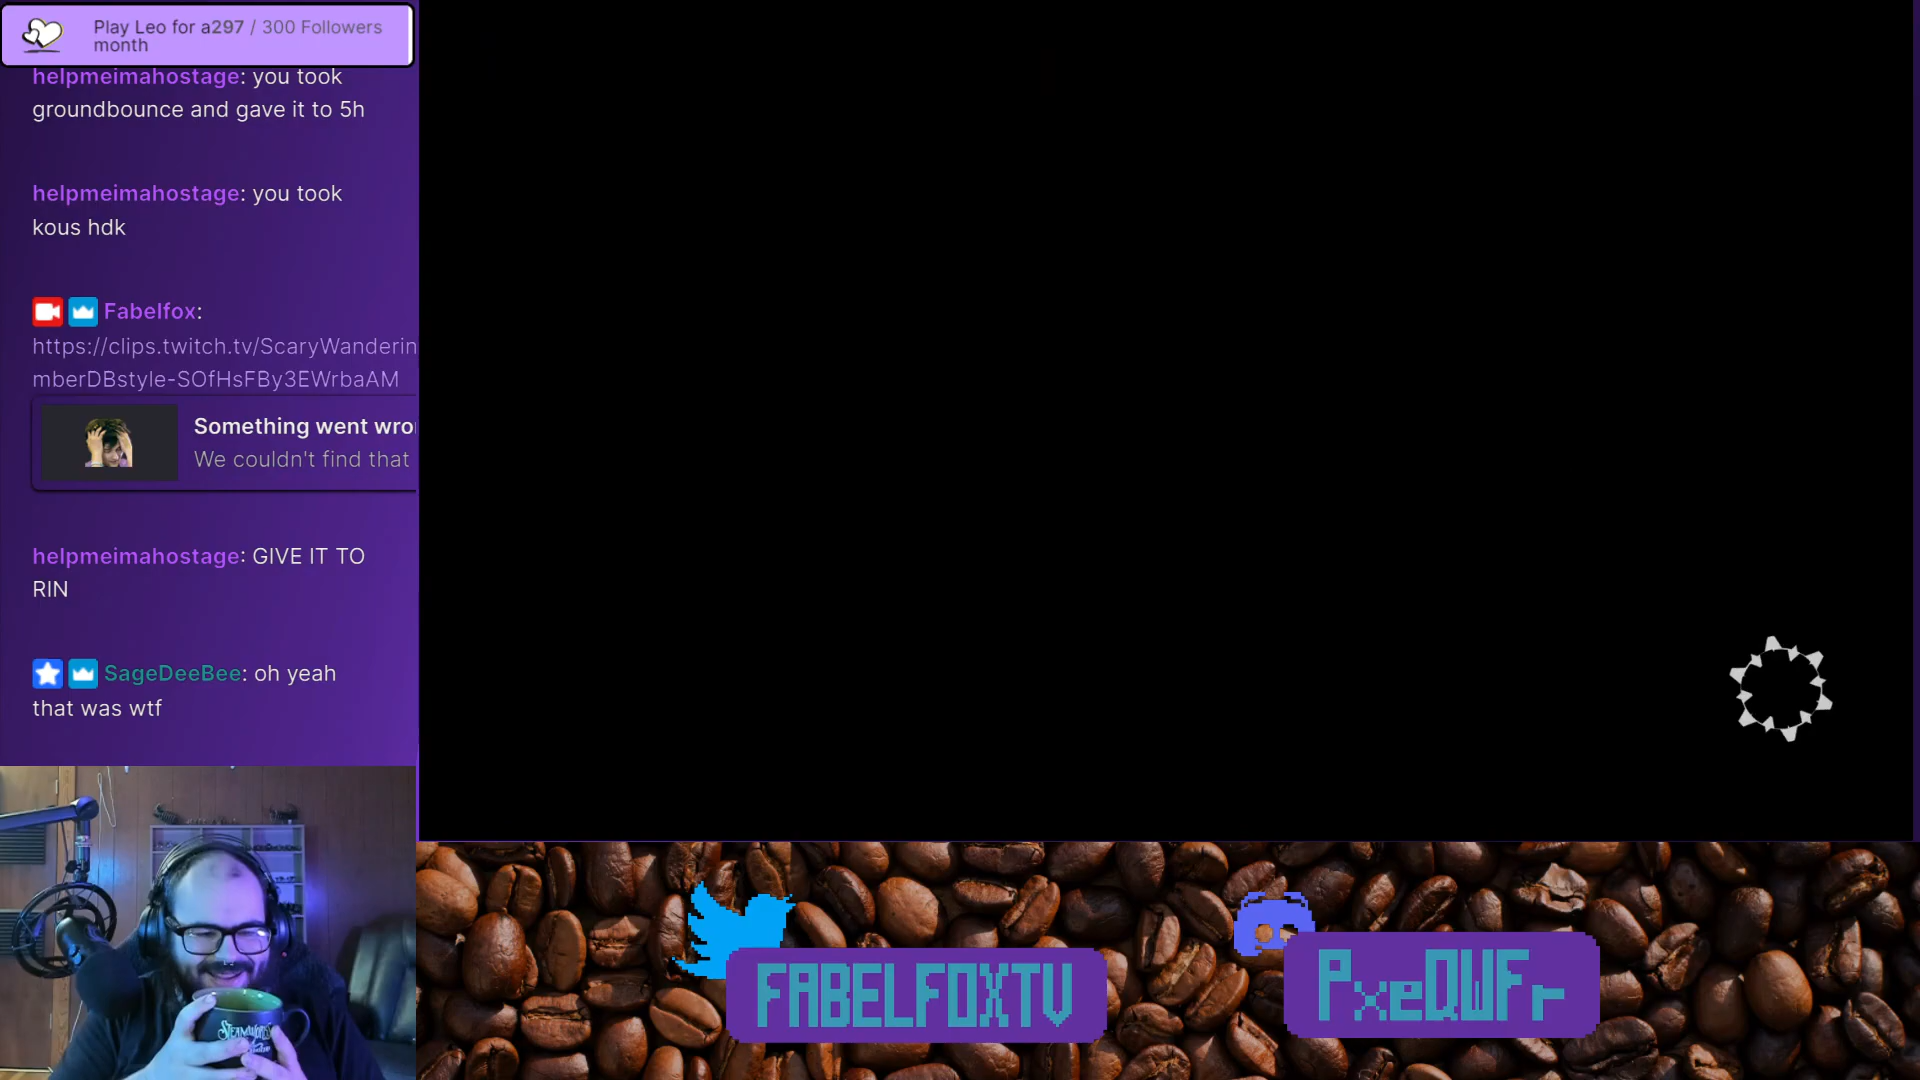 Play Leo for a297 / 300 Followers
month
helpmeimahostage: you took
groundbounce and gave it to 5h
helpmeimahostage: you took
kous hdk
Fabelfox:
https://clips.twitch.tv/ScaryWanderin
mberDBstyle-SOfHsFBy3EWrbaAM
Something went wro
We couldn't find that
helpmeimahostage: GIVE IT TO
RIN
SageDeeBee: oh yeah
that was wtf
FABELFOXTV
PxeQWFr